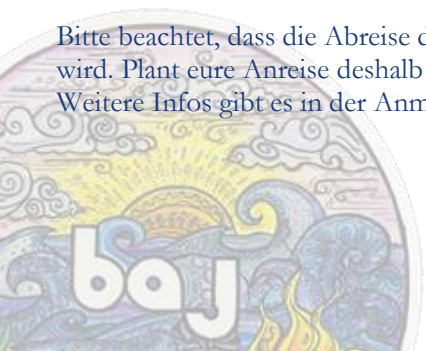 Bitte beachtet, dass die Abreise
wird. Plant eure Anreise deshalb
Weitere Infos gibt es in der
baj